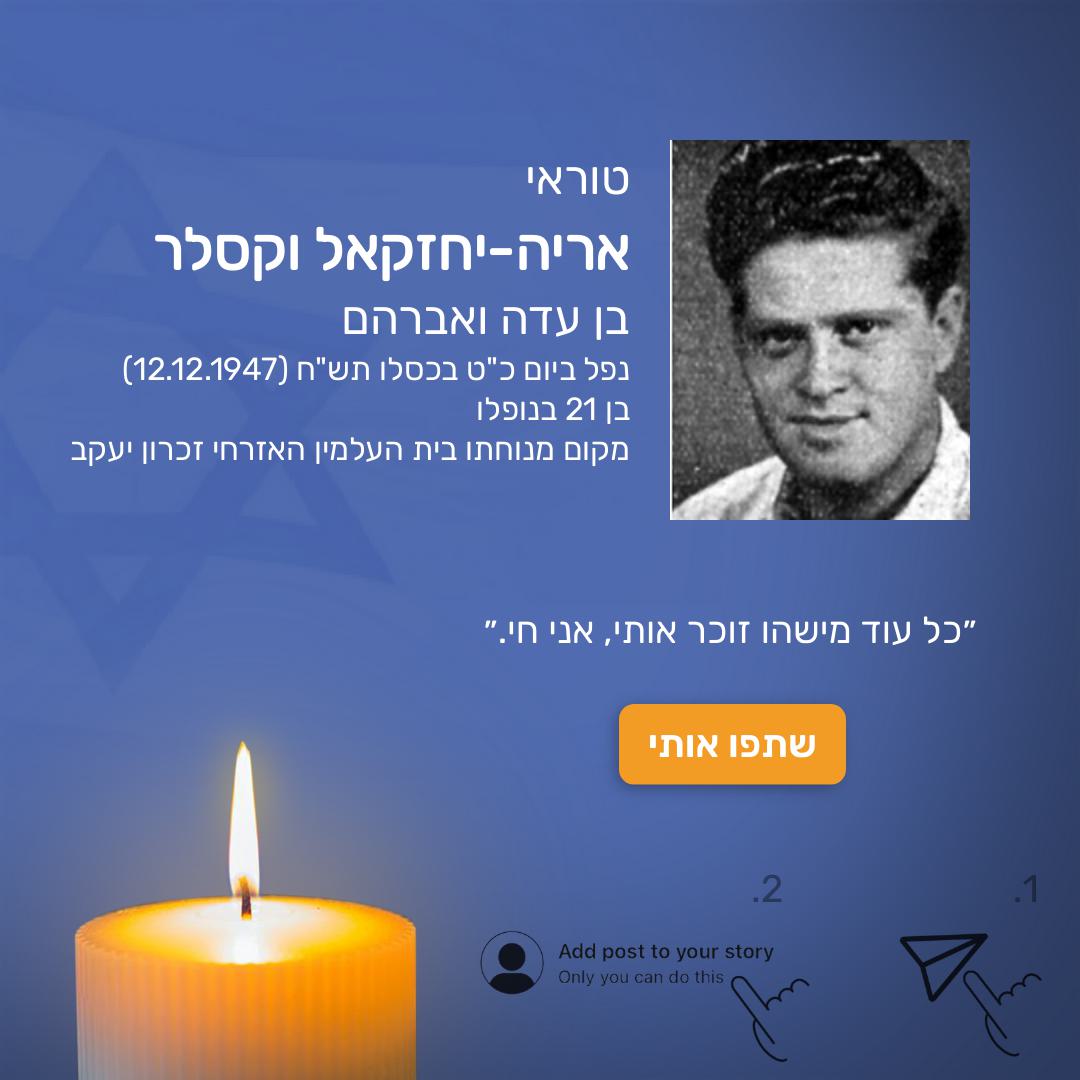 טוראי
אריה-יחזקאל וקסלר
בן עדה ואברהם
נפל ביום כ"ט בכסלו תש"ח (12.12.1947)
בן 21 בנופלו
מקום מנוחתו בית העלמין האזרחי זכרון יעקב
״כל עוד מישהו זוכר אותי, אני חי.״
שתפו אותי
1.
2.
Add post to your story
Only you can do this